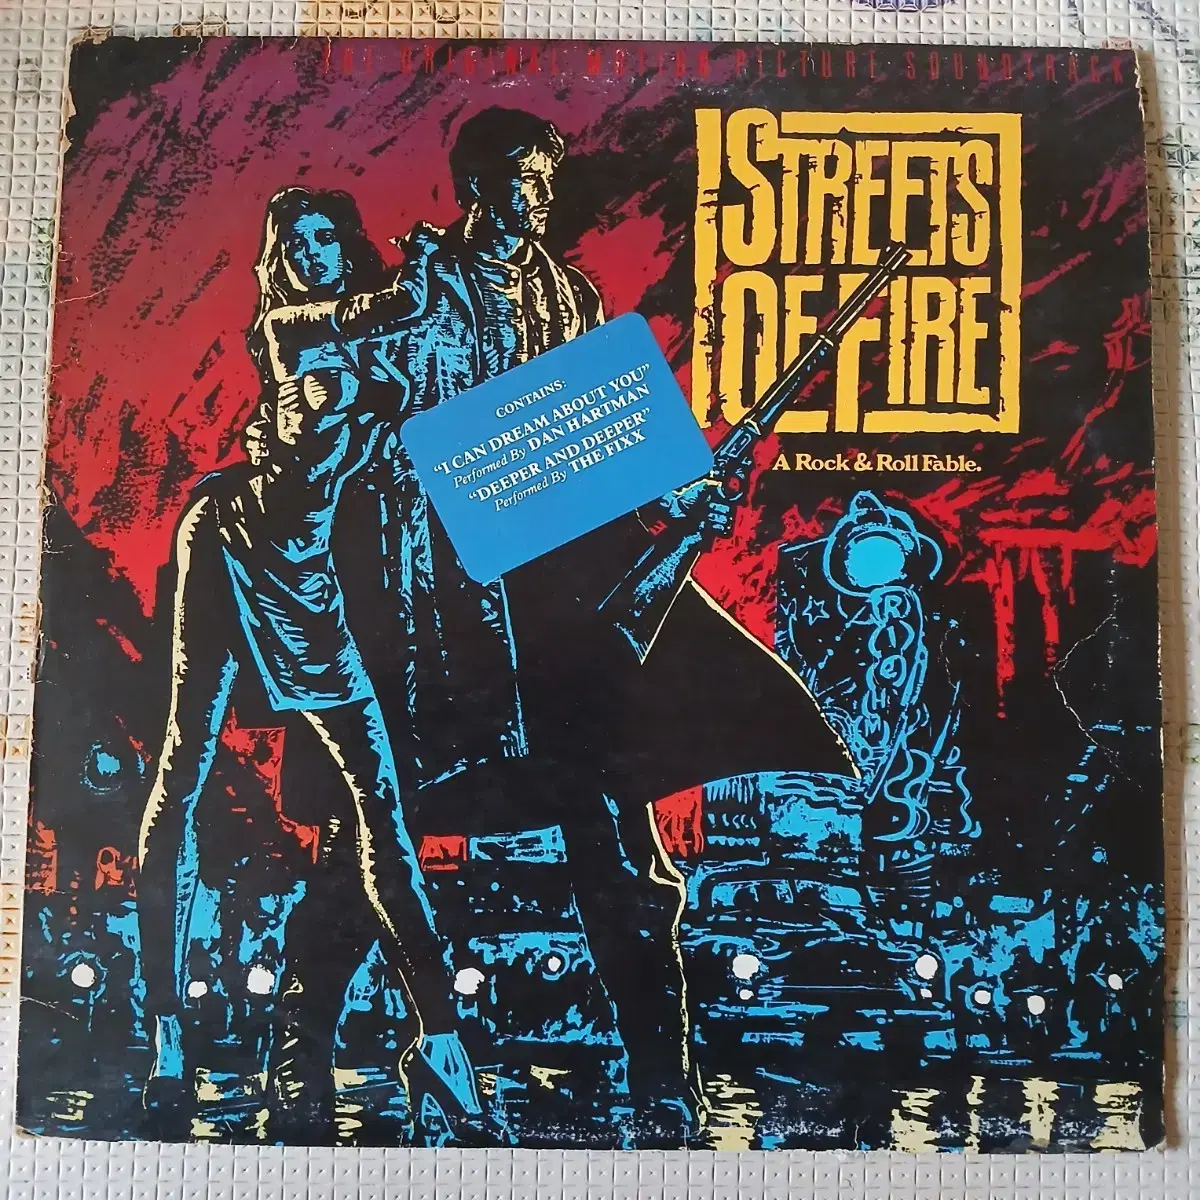 THE ORIGINAL MOTION PICTURE SOUNDTRACK
STREETS
OF FIRE
A Rock & Roll Fable.
CONTAINS:
“I CAN DREAM ABOUT YOU”
Performed By DAN HARTMAN
“DEEPER AND DEEPER”
Performed By THE FIXX